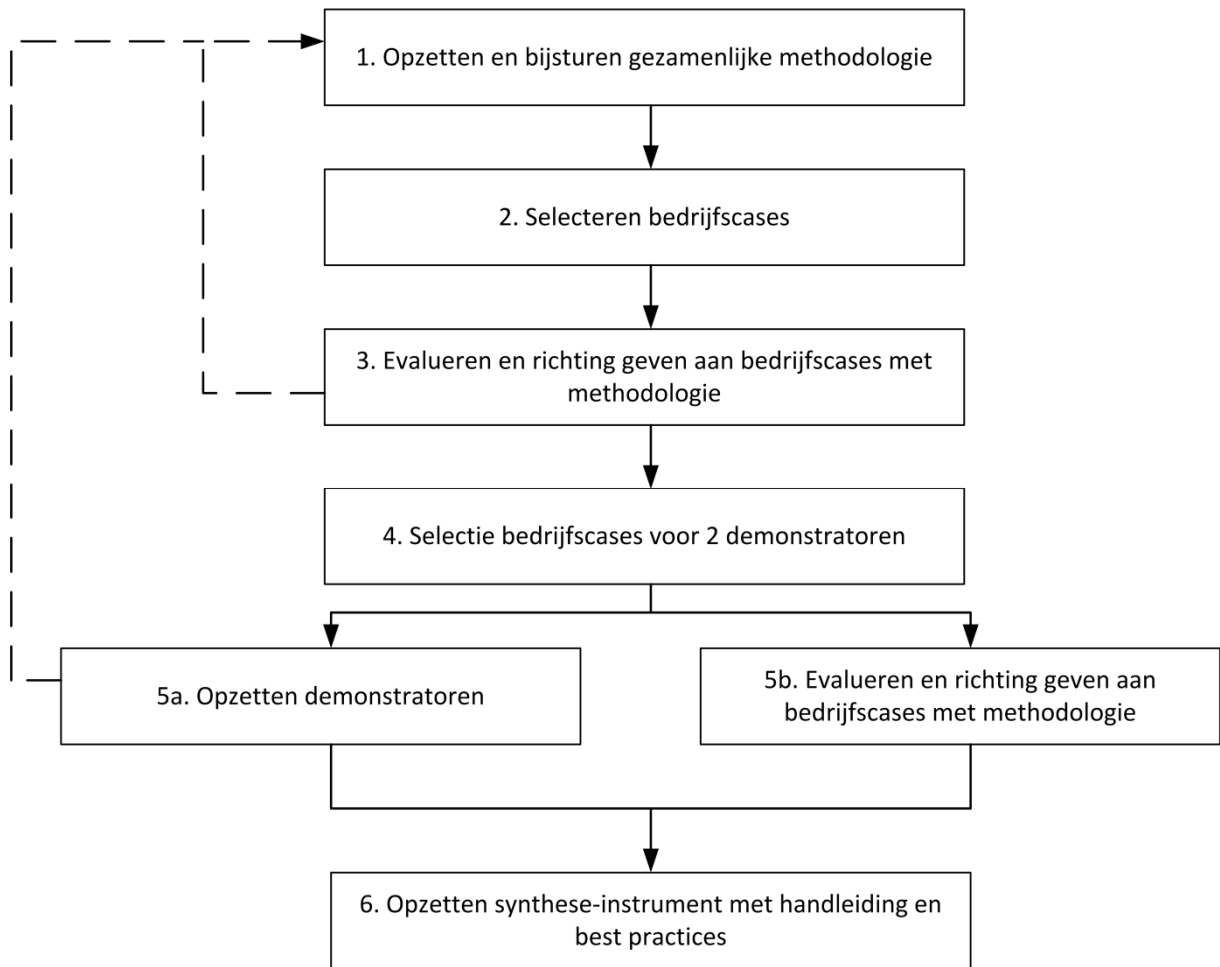 1. Opzetten en bijsturen gezamenlijke methodologie
2. Selecteren bedrijfscases
3. Evalueren en richting geven aan bedrijfscases met
methodologie
4. Selectie bedrijfscases voor 2 demonstratoren
5a. Opzetten demonstratoren
5b. Evalueren en richting geven aan
bedrijfscases met methodologie
6. Opzetten synthese-instrument met handleiding en
best practices